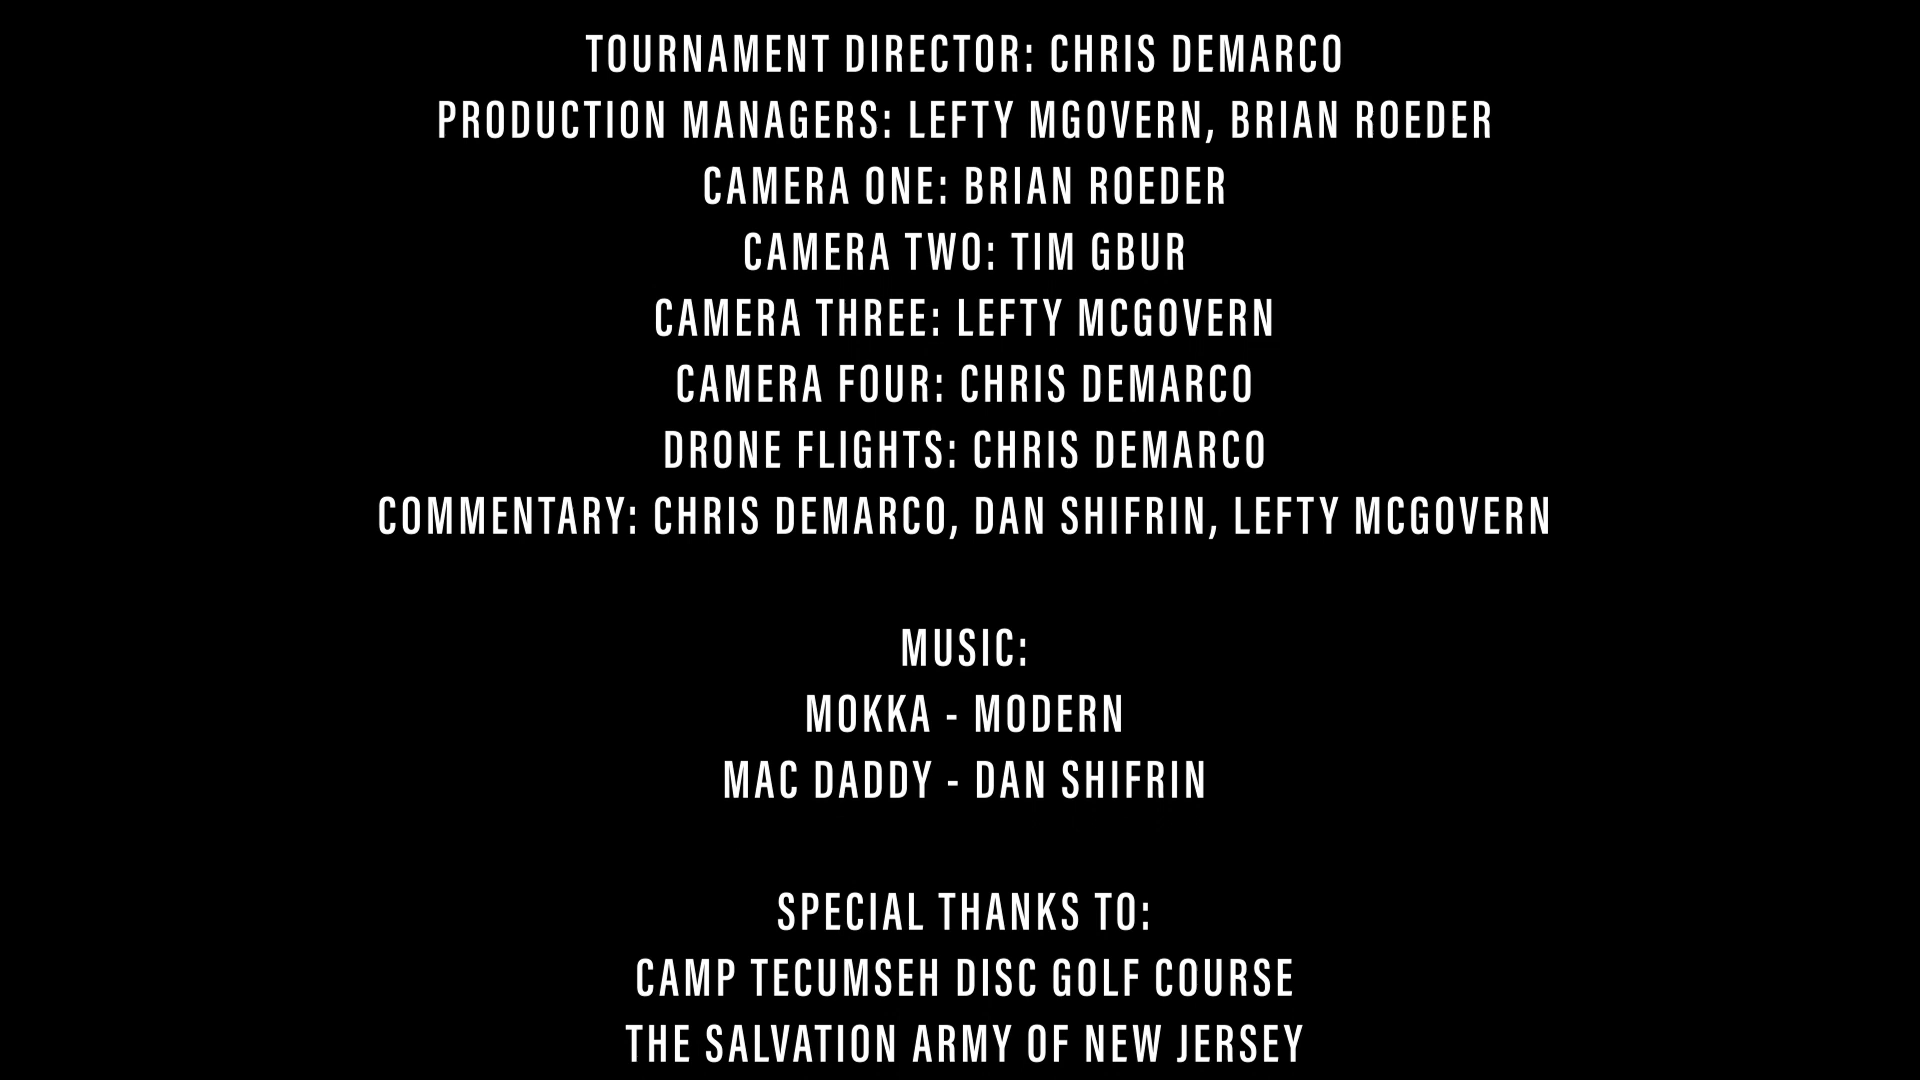 TOURNAMENT DIRECTOR: CHRIS DEMARCO
PRODUCTION MANAGERS: LEFTY MGOVERN, BRIAN ROEDER
CAMERA ONE: BRIAN ROEDER
CAMERA TWO: TIM GBUR
CAMERA THREE: LEFTY MCGOVERN
CAMERA FOUR: CHRIS DEMARCO
DRONE FLIGHTS: CHRIS DEMARCO
COMMENTARY: CHRIS DEMARCO, DAN SHIFRIN, LEFTY MCGOVERN
MUSIC:
MOKKA - MODERN
MAC DADDY - DAN SHIFRIN
SPECIAL THANKS TO:
CAMP TECUMSEH DISC GOLF COURSE
THE SALVATION ARMY OF NEW JERSEY